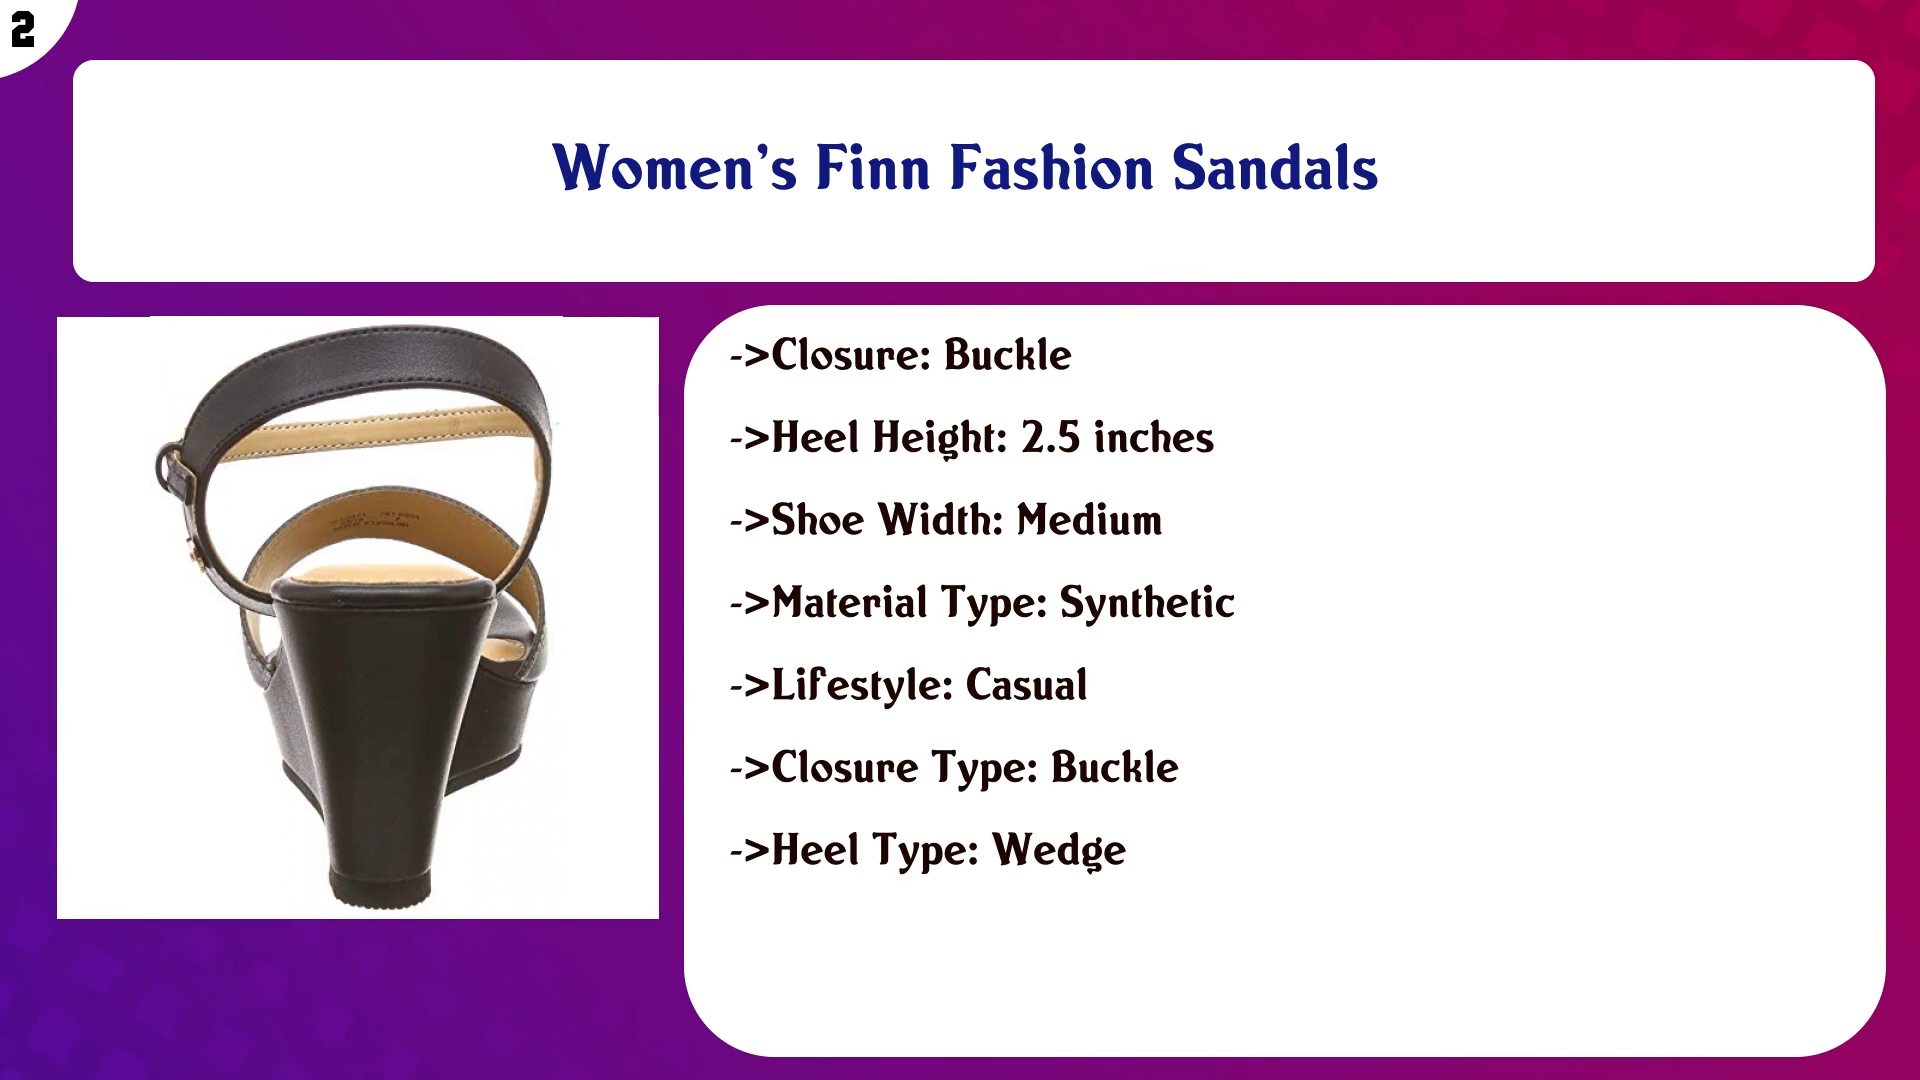 2
Women's Finn Fashion Sandals
->Closure: Buckle
->Heel Height: 2.5 inches
->Shoe Width: Medium
->Material Type: Synthetic
->Lifestyle: Casual
->Closure Type: Buckle
->Heel Type: Wedge